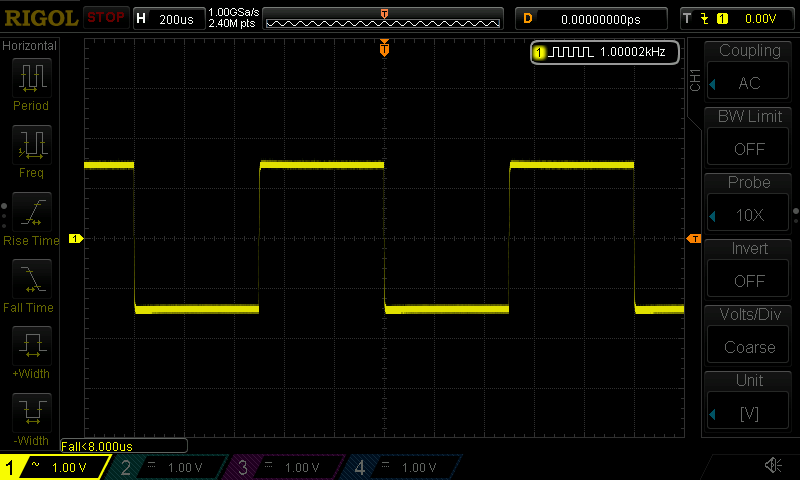 RIGOL STOP H 200us 1.00GSa/s D 0.00000000ps T 1 0.00V
2.40M pts
T
Horizontal
T
1 1.00002kHz
Coupling
AC
CH1
Period
BW Limit
OFF
Freq
Probe
10X
Rise Time
1
T
Invert
OFF
Fall Time
Volts/Div
Coarse
+Width
Unit
[V]
-Width
Fall<8.000us
1 ~ 1.00 V 2 1.00 V 3 1.00 V 4 1.00 V